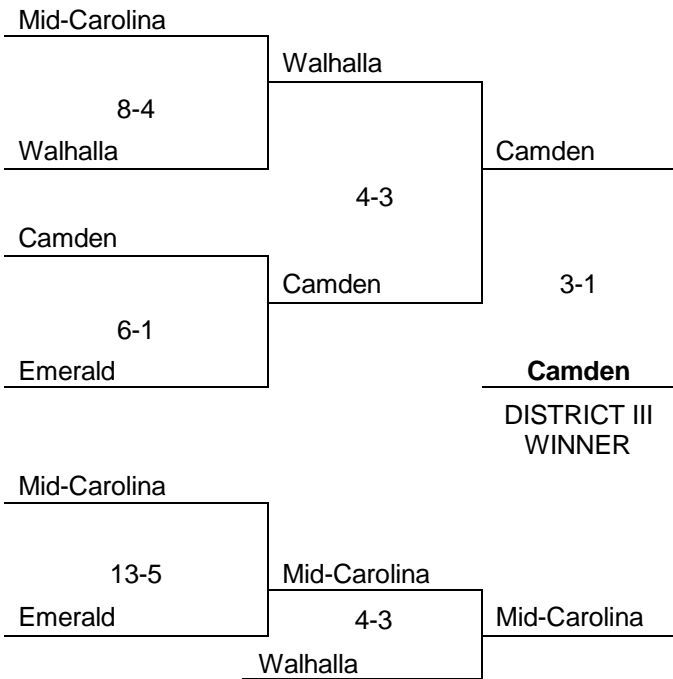 Mid-Carolina
Walhalla
8-4
Walhalla
Camden
4-3
Camden
Camden
3-1
6-1
Emerald
Camden
DISTRICT III
WINNER
Mid-Carolina
13-5
Mid-Carolina
Emerald
4-3
Mid-Carolina
Walhalla